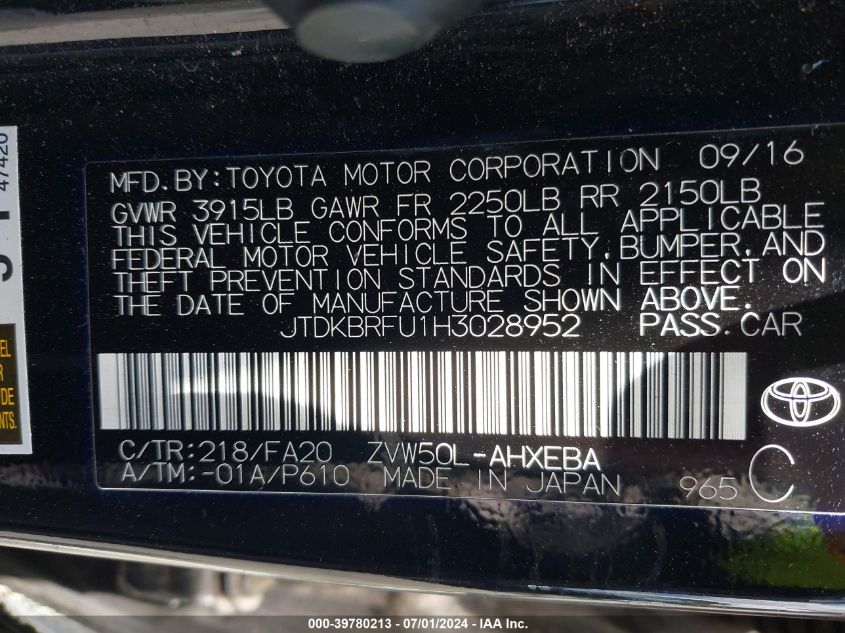 47420
MFD.BY:TOYOTA MOTOR CORPORATION 09/16
GVWR 3915LB GAWR FR 2250LB RR 2150LB
THIS VEHICLE CONFORMS TO ALL APPLICABLE
FEDERAL MOTOR VEHICLE SAFETY,BUMPER,AND
THEFT PREVENTION STANDARDS IN EFFECT ON
THE DATE OF MANUFACTURE SHOWN ABOVE.
JTDKBRFU1H3028952 PASS.CAR
C/TR:218/FA20 ZVW50L-AHXEBA
A/TM:-01A/P610 MADE IN JAPAN 965 C
000-39780213 - 07/01/2024 - IAA Inc.